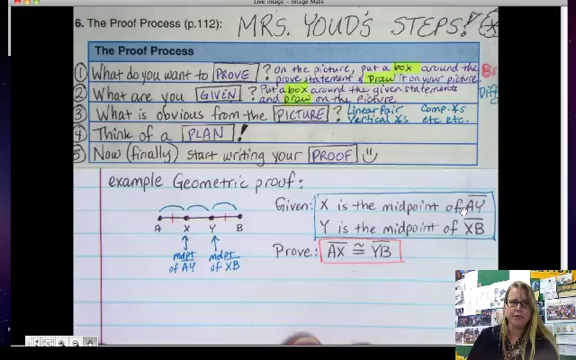 Live image - Image Mate
6. The Proof Process (p.112)
MRS. YOUD'S STEPS!
The Proof Process
① What do you want to PROVE? On the picture, put a box around the
prove statement & Draw it on your picture
② What are you GIVEN? Put a box around the given statements
and draw on the picture
③ What is obvious from the PICTURE? Linear Pair Comp. ∠s
Vertical ∠s etc. etc.
④ Think of a PLAN!
⑤ Now (finally) start writing your PROOF
example Geometric proof:
Given: X is the midpoint of AY
Y is the midpoint of XB
Prove: AX ≅ YB
A X Y B
mdpt of AY
mdpt of XB